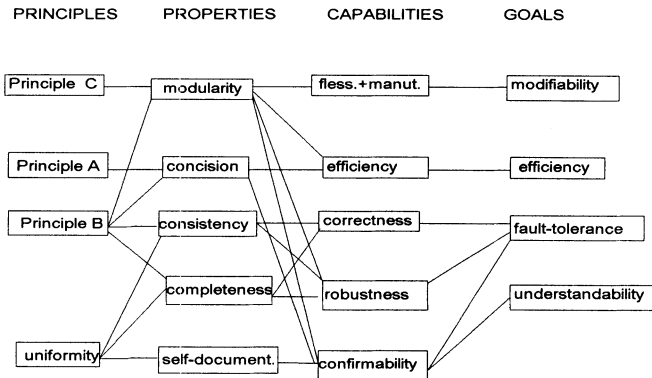 PRINCIPLES PROPERTIES CAPABILITIES GOALS
Principle C modularity fless.+manut. modifiability
Principle A concision efficiency efficiency
Principle B consistency correctness fault-tolerance
completeness robustness understandability
uniformity self-document. confirmability